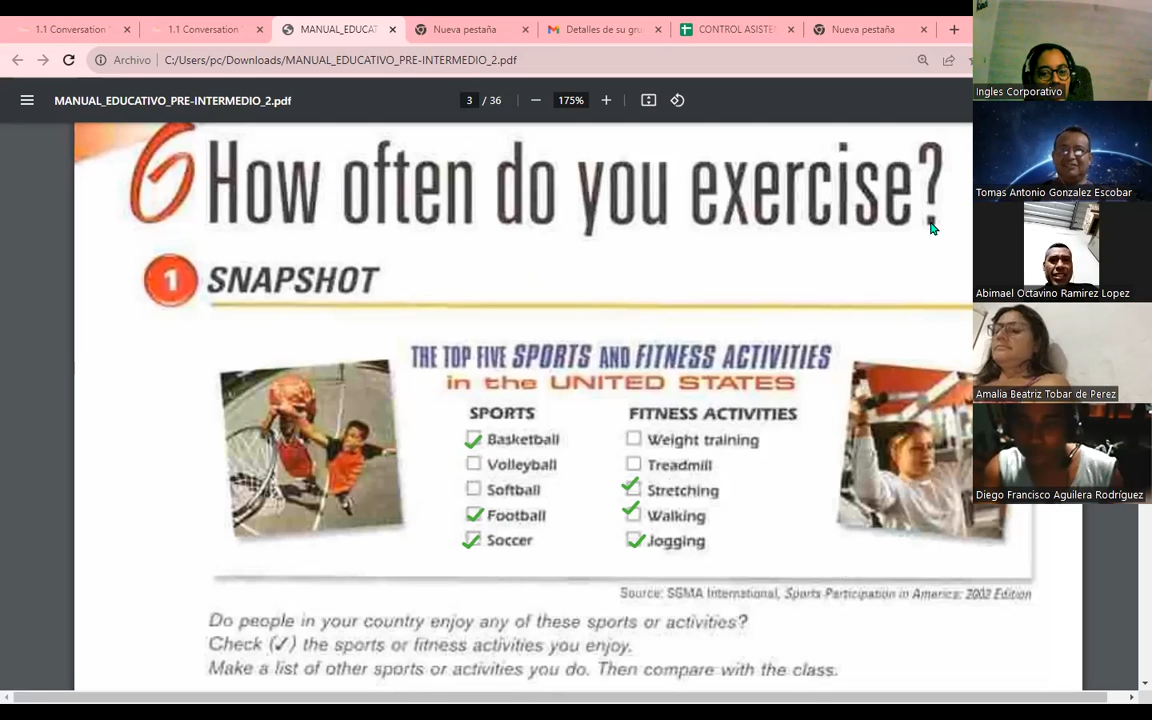 1.1 Conversation
1.1 Conversation
MANUAL_EDUCAT
Nueva pestaña
Detalles de su gru
CONTROL ASISTE
Nueva pestaña
Archivo
C:/Users/pc/Downloads/MANUAL_EDUCATIVO_PRE-INTERMEDIO_2.pdf
MANUAL_EDUCATIVO_PRE-INTERMEDIO_2.pdf
3 / 36
175%
6 How often do you exercise?
1 SNAPSHOT
THE TOP FIVE SPORTS AND FITNESS ACTIVITIES
in the UNITED STATES
SPORTS
Basketball
Volleyball
Softball
Football
Soccer
FITNESS ACTIVITIES
Weight training
Treadmill
Stretching
Walking
Jogging
Source: SGMA International, Sports Participation in America: 2002 Edition
Do people in your country enjoy any of these sports or activities?
Check (✓) the sports or fitness activities you enjoy.
Make a list of other sports or activities you do. Then compare with the class.
Ingles Corporativo
Tomas Antonio Gonzalez Escobar
Abimael Octavino Ramirez Lopez
Amalia Beatriz Tobar de Perez
Diego Francisco Aguilera Rodríguez